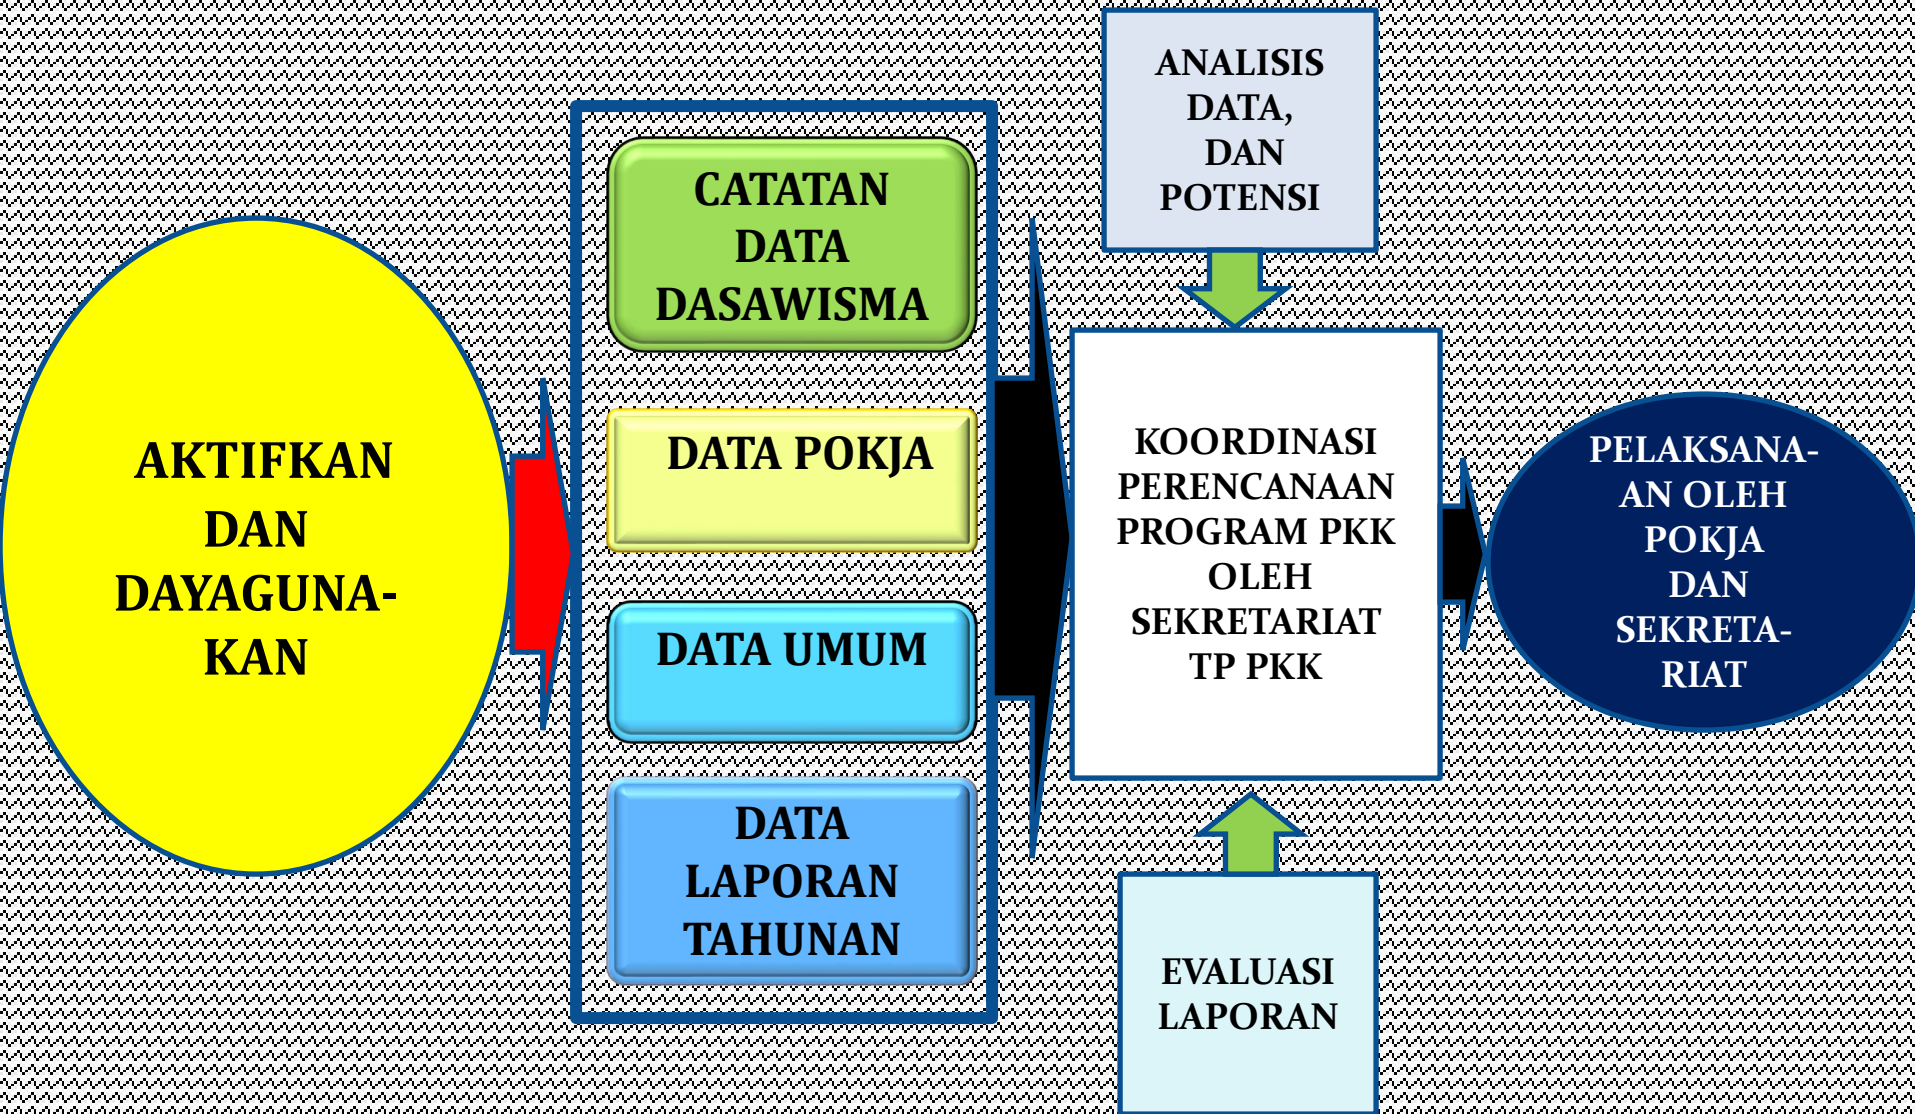 AKTIFKAN
DAN
DAYAGUNA-
KAN
CATATAN
DATA
DASAWISMA
DATA POKJA
DATA UMUM
DATA
LAPORAN
TAHUNAN
ANALISIS
DATA,
DAN
POTENSI
KOORDINASI
PERENCANAAN
PROGRAM PKK
OLEH
SEKRETARIAT
TP PKK
EVALUASI
LAPORAN
PELAKSANA-
AN OLEH
POKJA
DAN
SEKRETA-
RIAT